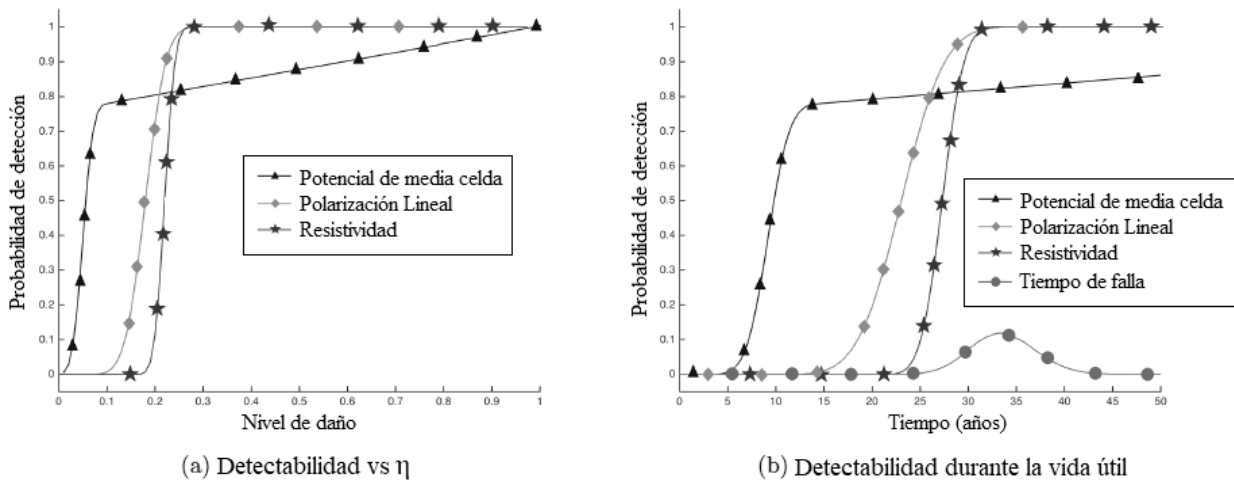 Probabilidad de detección
1
0.9
0.8
0.7
0.6
0.5
0.4
0.3
0.2
0.1
0
0 0.1 0.2 0.3 0.4 0.5 0.6 0.7 0.8 0.9 1
Nivel de daño
Potencial de media celda
Polarización Lineal
Resistividad
(a) Detectabilidad vs η
Probabilidad de detección
1
0.9
0.8
0.7
0.6
0.5
0.4
0.3
0.2
0.1
0
0 5 10 15 20 25 30 35 40 45 50
Tiempo (años)
Potencial de media celda
Polarización Lineal
Resistividad
Tiempo de falla
(b) Detectabilidad durante la vida útil